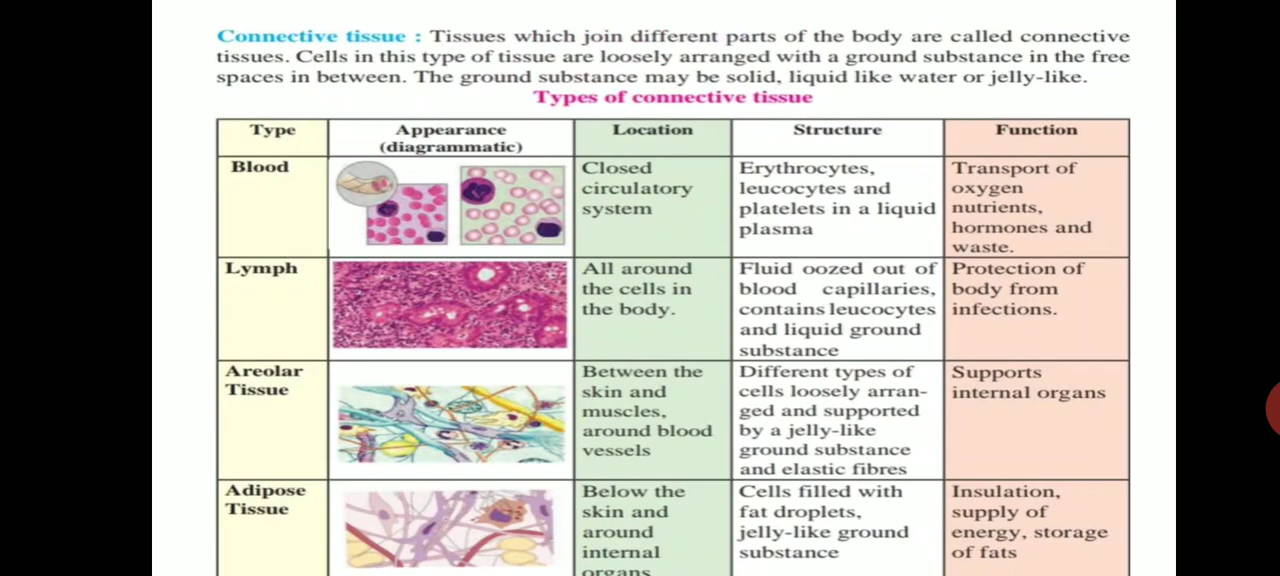 Connective tissue : Tissues which join different parts of the body are called connective
tissues. Cells in this type of tissue are loosely arranged with a ground substance in the free
spaces in between. The ground substance may be solid, liquid like water or jelly-like.
Types of connective tissue
Type
Appearance
(diagrammatic)
Location
Structure
Function
Blood
Closed
circulatory
system
Erythrocytes,
leucocytes and
platelets in a liquid
plasma
Transport of
oxygen
nutrients,
hormones and
waste.
Lymph
All around
the cells in
the body.
Fluid oozed out of
blood capillaries,
contains leucocytes
and liquid ground
substance
Protection of
body from
infections.
Areolar
Tissue
Between the
skin and
muscles,
around blood
vessels
Different types of
cells loosely arran-
ged and supported
by a jelly-like
ground substance
and elastic fibres
Supports
internal organs
Adipose
Tissue
Below the
skin and
around
internal
organs
Cells filled with
fat droplets,
jelly-like ground
substance
Insulation,
supply of
energy, storage
of fats